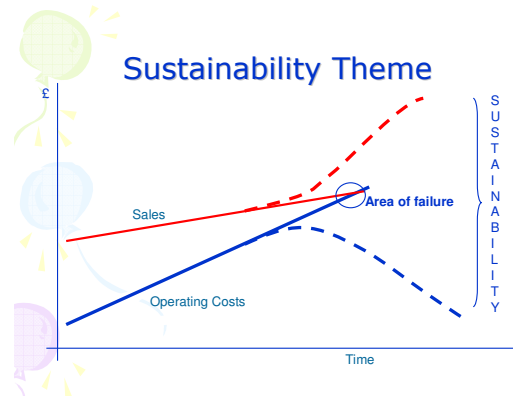 Sustainability Theme
£
Sales
Area of failure
Operating Costs
Time
SUSTAINABILITY